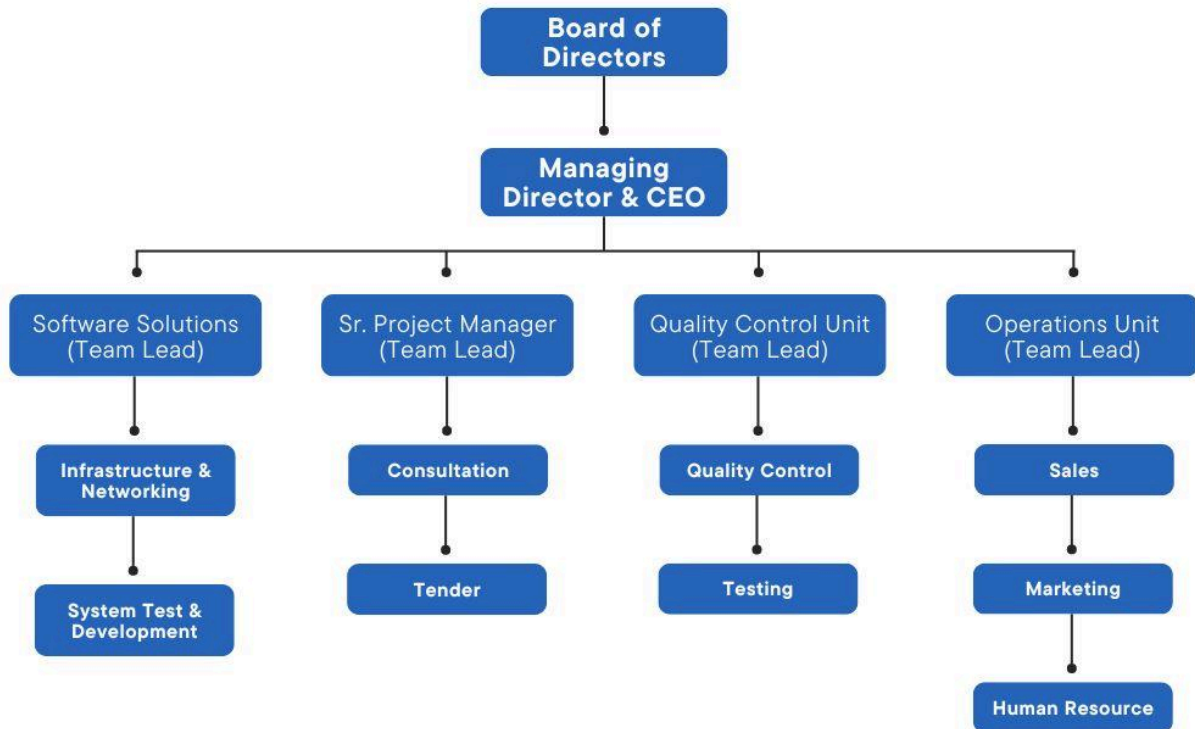 Board of
Directors
Managing
Director & CEO
Software Solutions
(Team Lead)
Sr. Project Manager
(Team Lead)
Quality Control Unit
(Team Lead)
Operations Unit
(Team Lead)
Infrastructure &
Networking
Consultation
Quality Control
Sales
System Test &
Development
Tender
Testing
Marketing
Human Resource